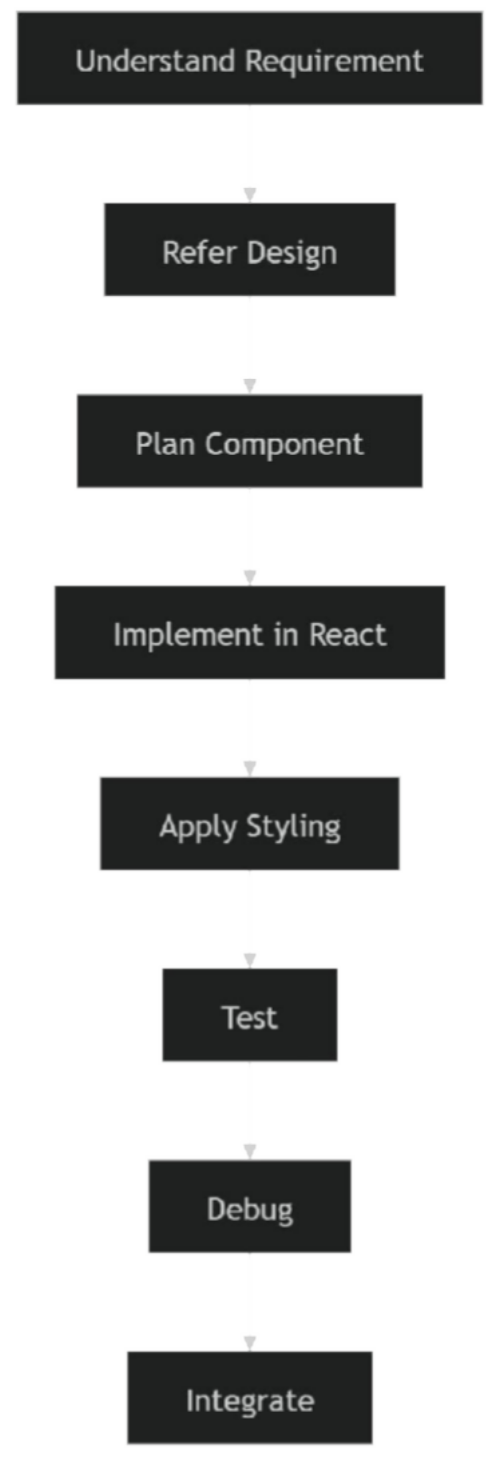 Understand Requirement
Refer Design
Plan Component
Implement in React
Apply Styling
Test
Debug
Integrate